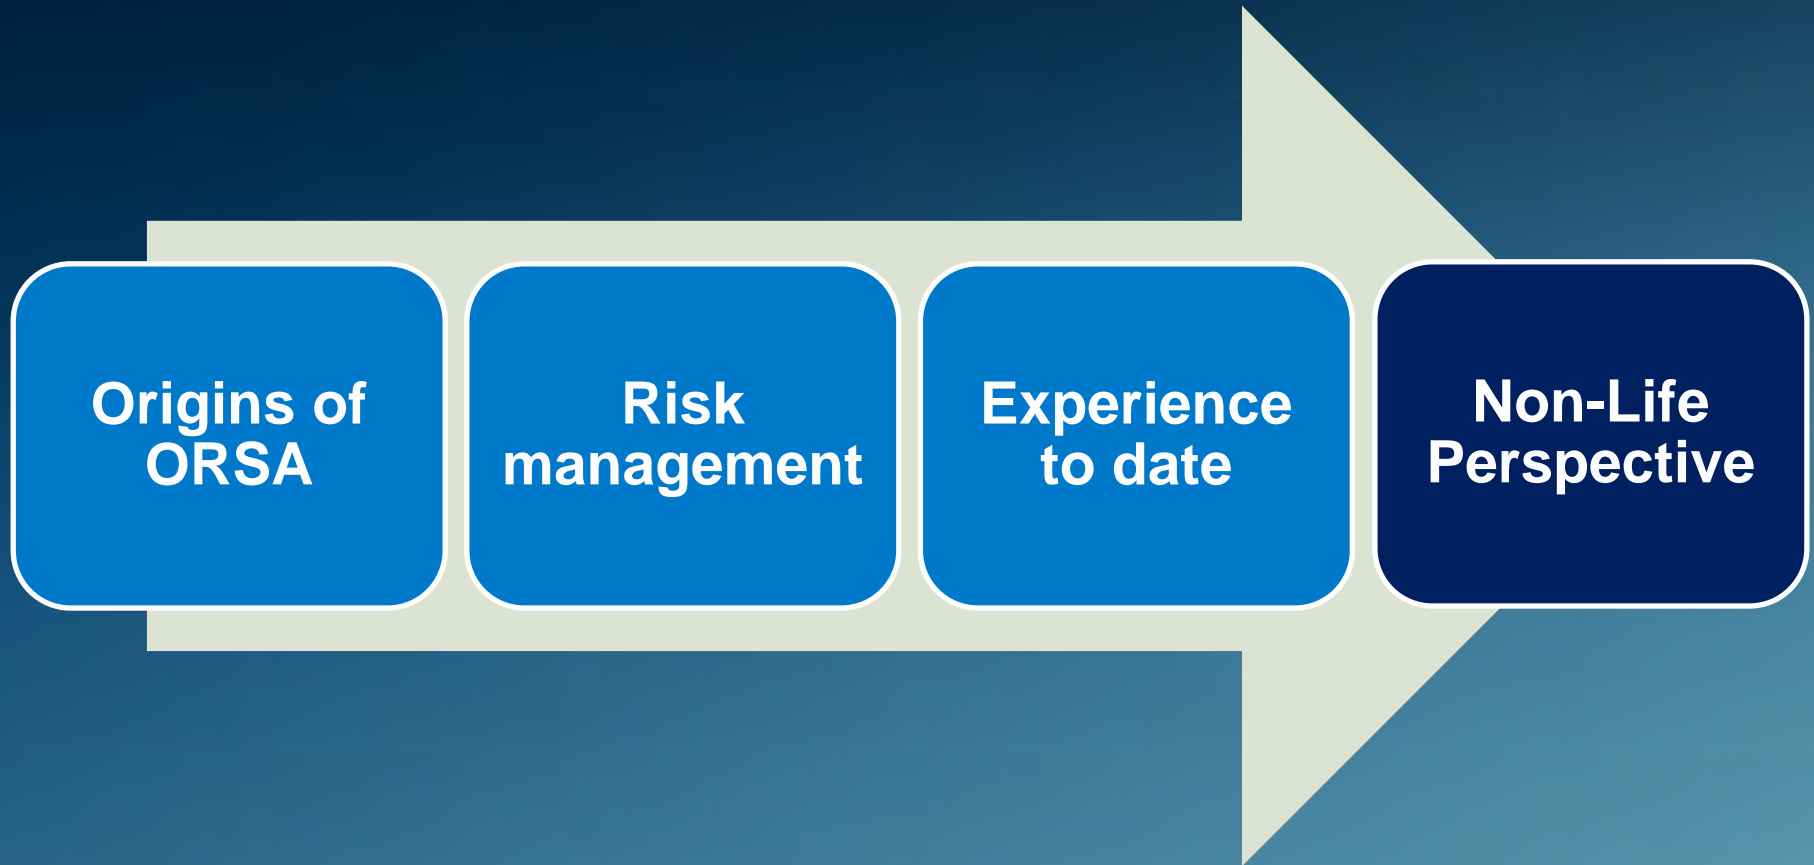 Origins of
ORSA
Risk
management
Experience
to date
Non-Life
Perspective